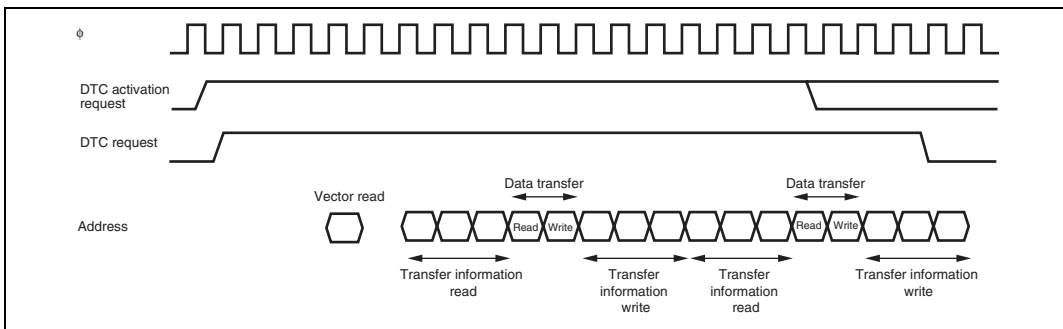 ϕ
DTC activation
request
DTC request
Data transfer
Data transfer
Vector read
Address
Read
Write
Read
Write
Transfer information
read
Transfer
information
write
Transfer
information
read
Transfer information
write